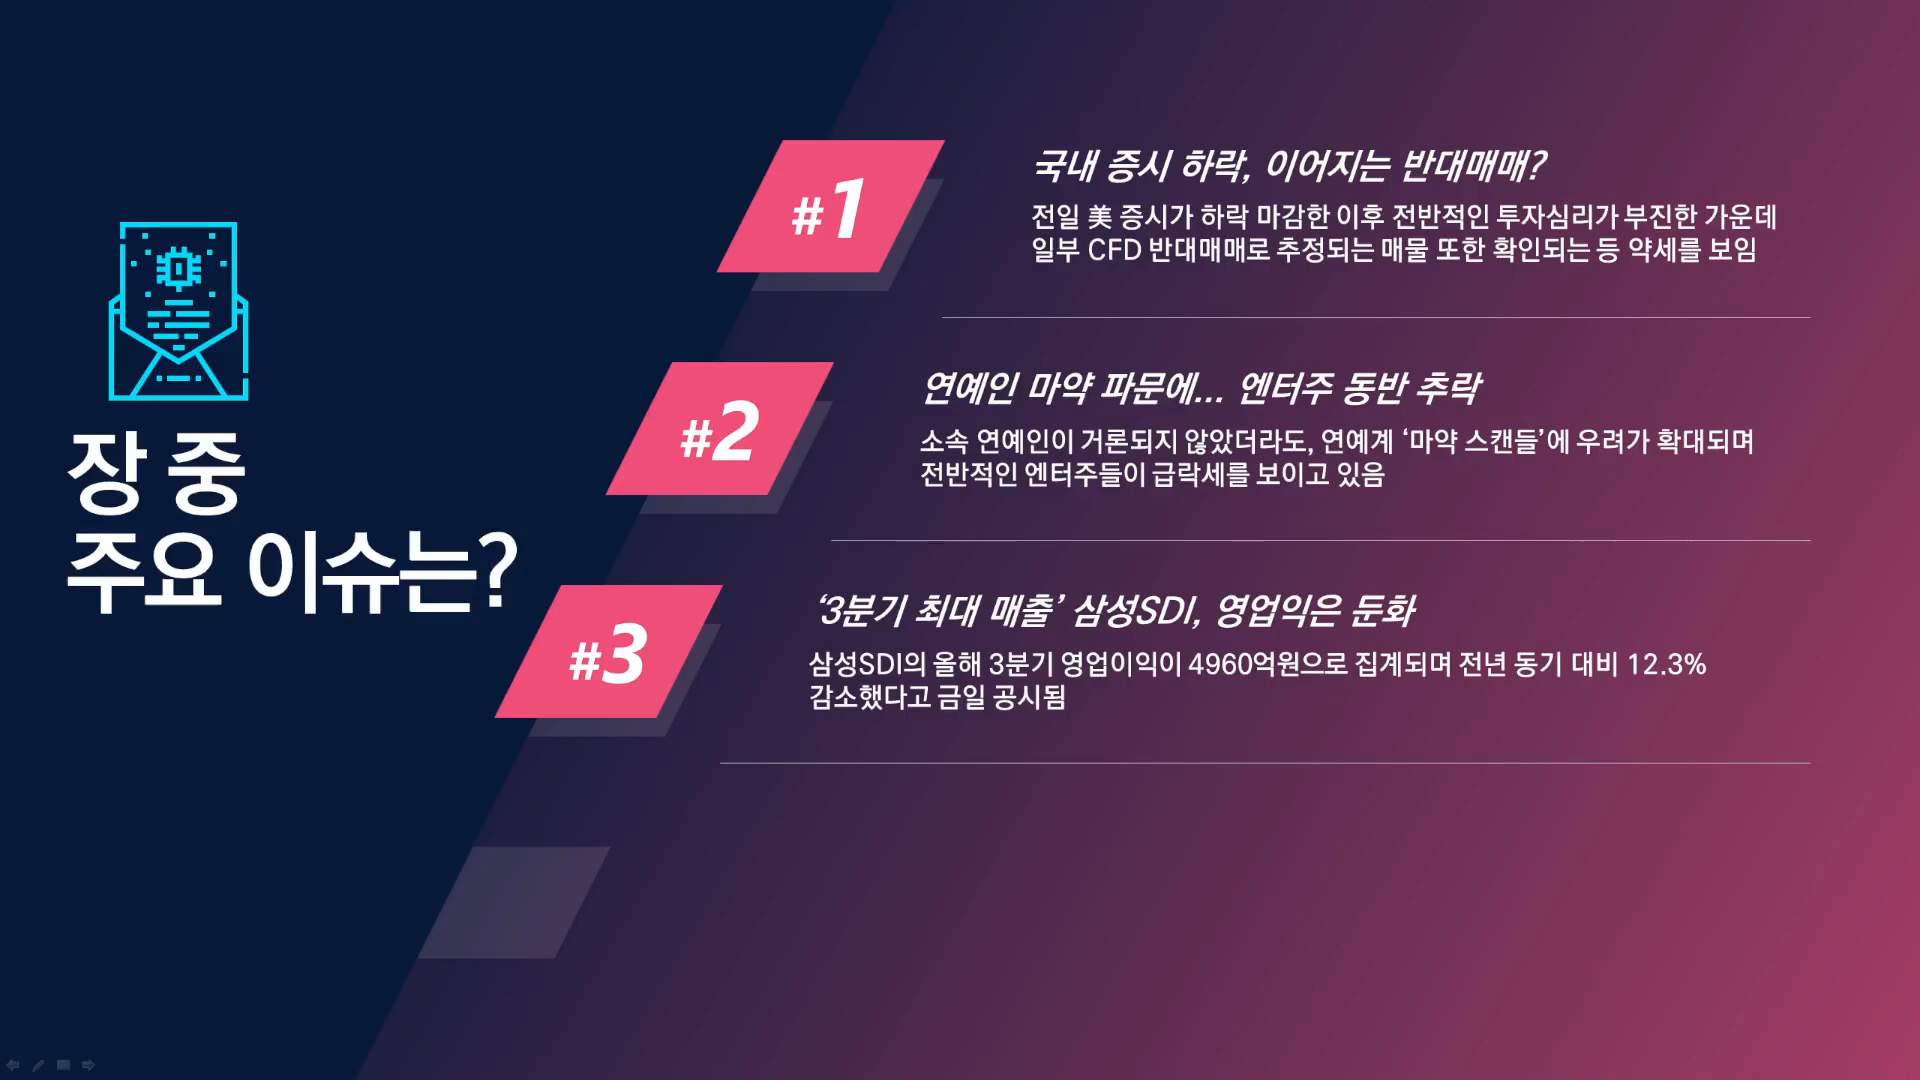 장 중
주요 이슈는?
#1
국내 증시 하락, 이어지는 반대매매?
전일 美 증시가 하락 마감한 이후 전반적인 투자심리가 부진한 가운데
일부 CFD 반대매매로 추정되는 매물 또한 확인되는 등 약세를 보임
#2
연예인 마약 파문에... 엔터주 동반 추락
소속 연예인이 거론되지 않았더라도, 연예계 ‘마약 스캔들’에 우려가 확대되며
전반적인 엔터주들이 급락세를 보이고 있음
#3
‘3분기 최대 매출’ 삼성SDI, 영업익은 둔화
삼성SDI의 올해 3분기 영업이익이 4960억원으로 집계되며 전년 동기 대비 12.3%
감소했다고 금일 공시됨